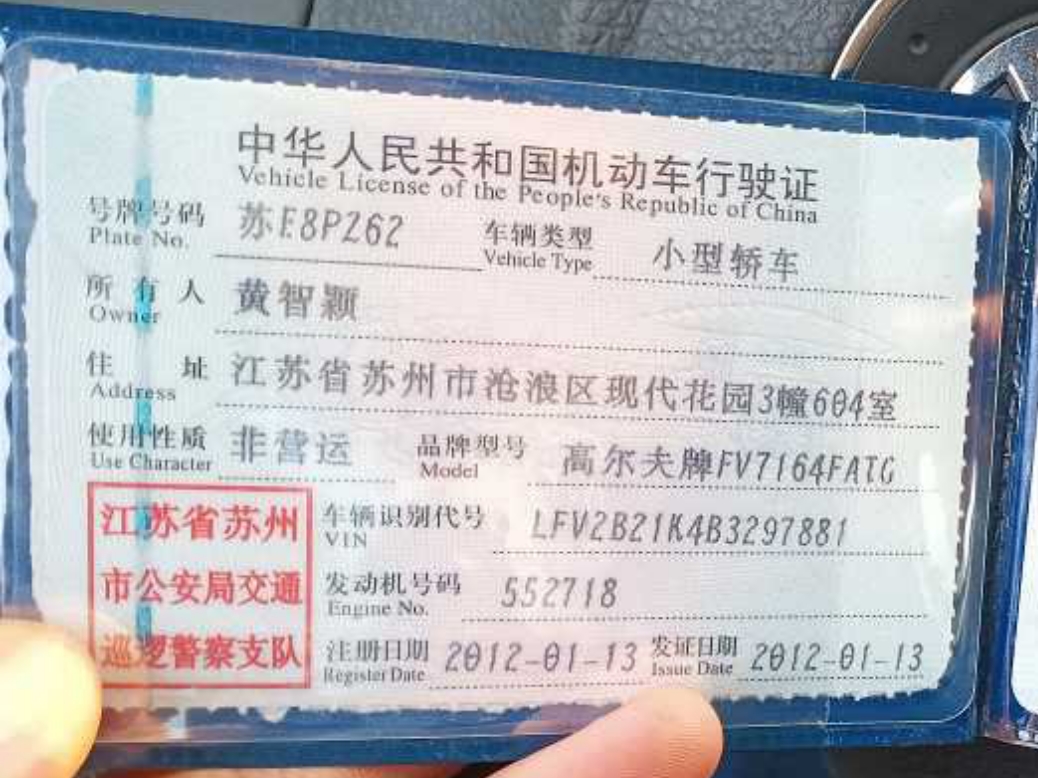 中华人民共和国机动车行驶证
Vehicle License of the People's Republic of China
号牌号码 苏E8PZ62 车辆类型 小型轿车
Plate No. Vehicle Type
所有人 黄智颖
Owner
住址 江苏省苏州市沧浪区现代花园3幢604室
Address
使用性质 非营运 品牌型号 高尔夫牌FV7164FATG
Use Character Model
江苏省苏州
市公安局交通
巡逻警察支队
车辆识别代号 LFV2B21K4B3297881
VIN
发动机号码 552718
Engine No.
注册日期 2012-01-13 发证日期 2012-01-13
Register Date Issue Date